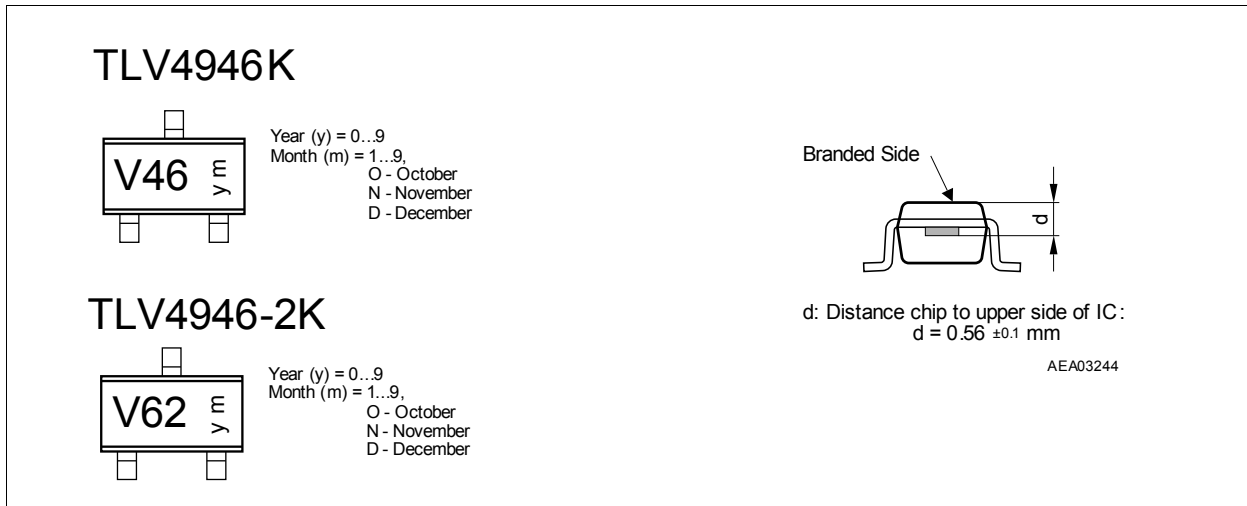 TLV4946K
V46
y m
Year (y) = 0...9
Month (m) = 1...9,
O - October
N - November
D - December
TLV4946-2K
V62
y m
Year (y) = 0...9
Month (m) = 1...9,
O - October
N - November
D - December
Branded Side
d
d: Distance chip to upper side of IC:
d = 0.56 ±0.1 mm
AEA03244